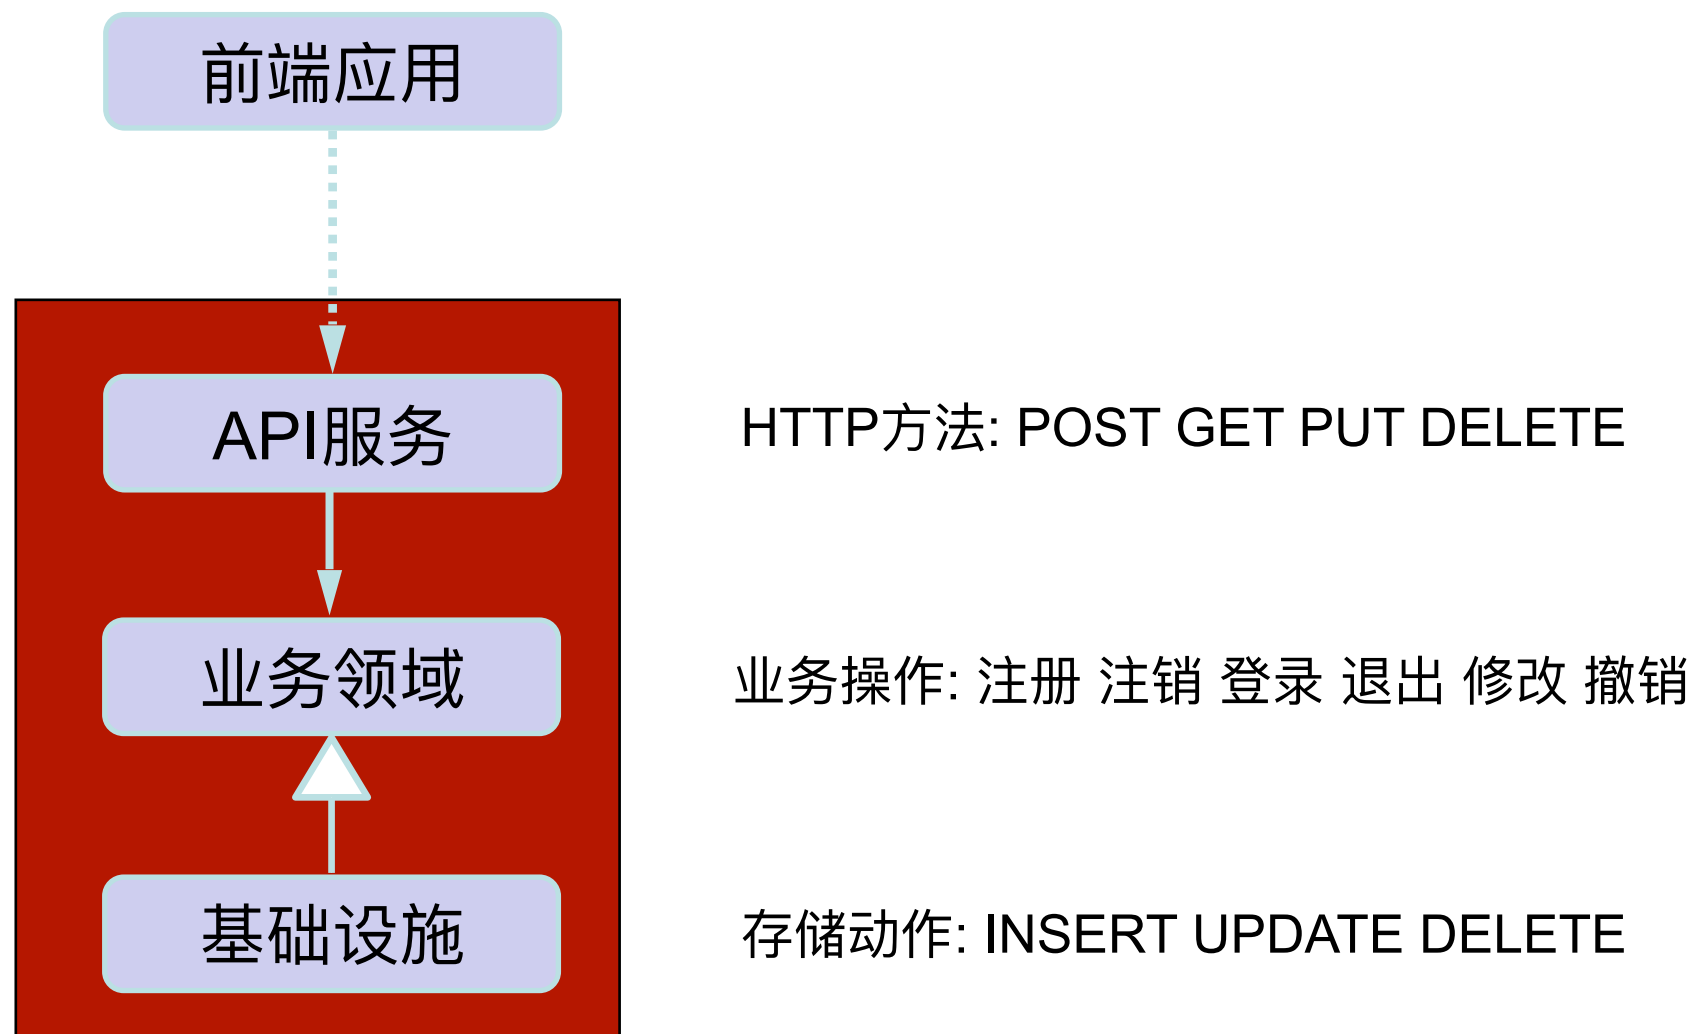 前端应用
API服务
HTTP方法: POST GET PUT DELETE
业务领域
业务操作: 注册 注销 登录 退出 修改 撤销
基础设施
存储动作: INSERT UPDATE DELETE